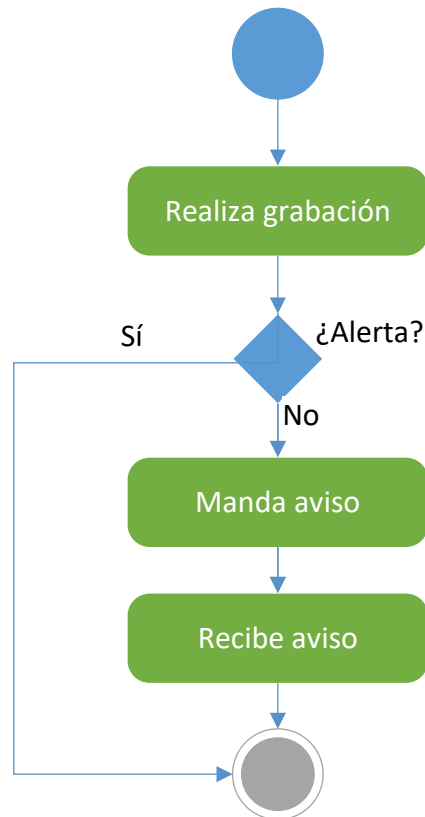 Realiza grabación
Sí
¿Alerta?
No
Manda aviso
Recibe aviso